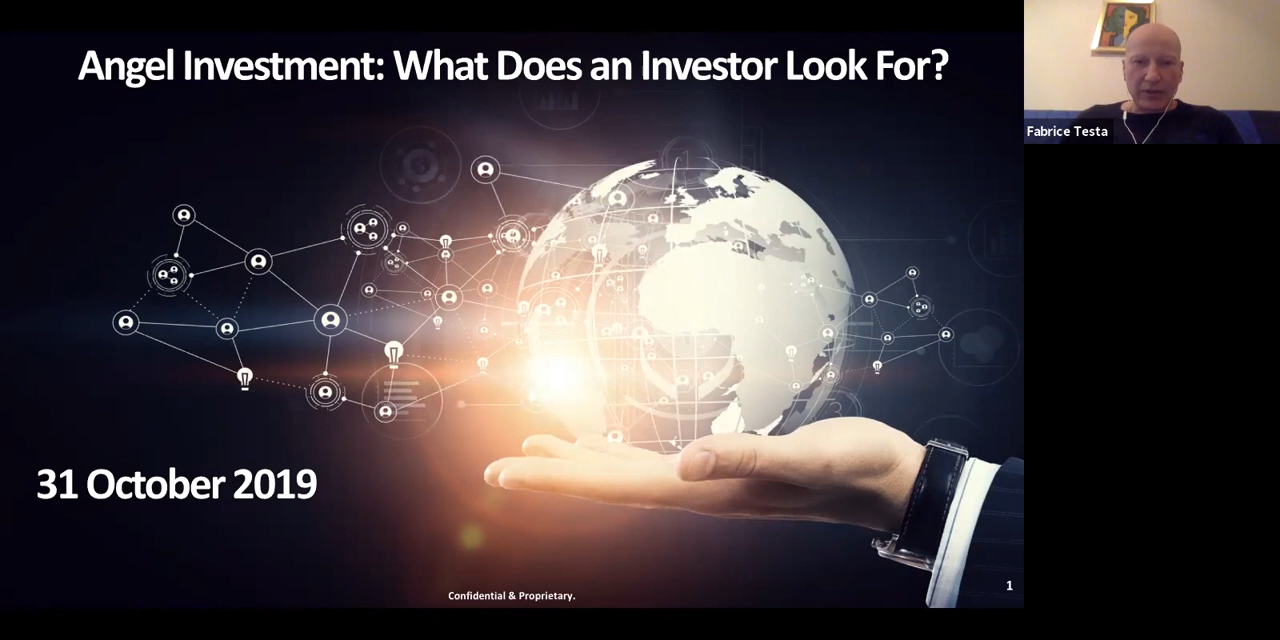 Angel Investment: What Does an Investor Look For?
Fabrice Testa
31 October 2019
1
Confidential & Proprietary.